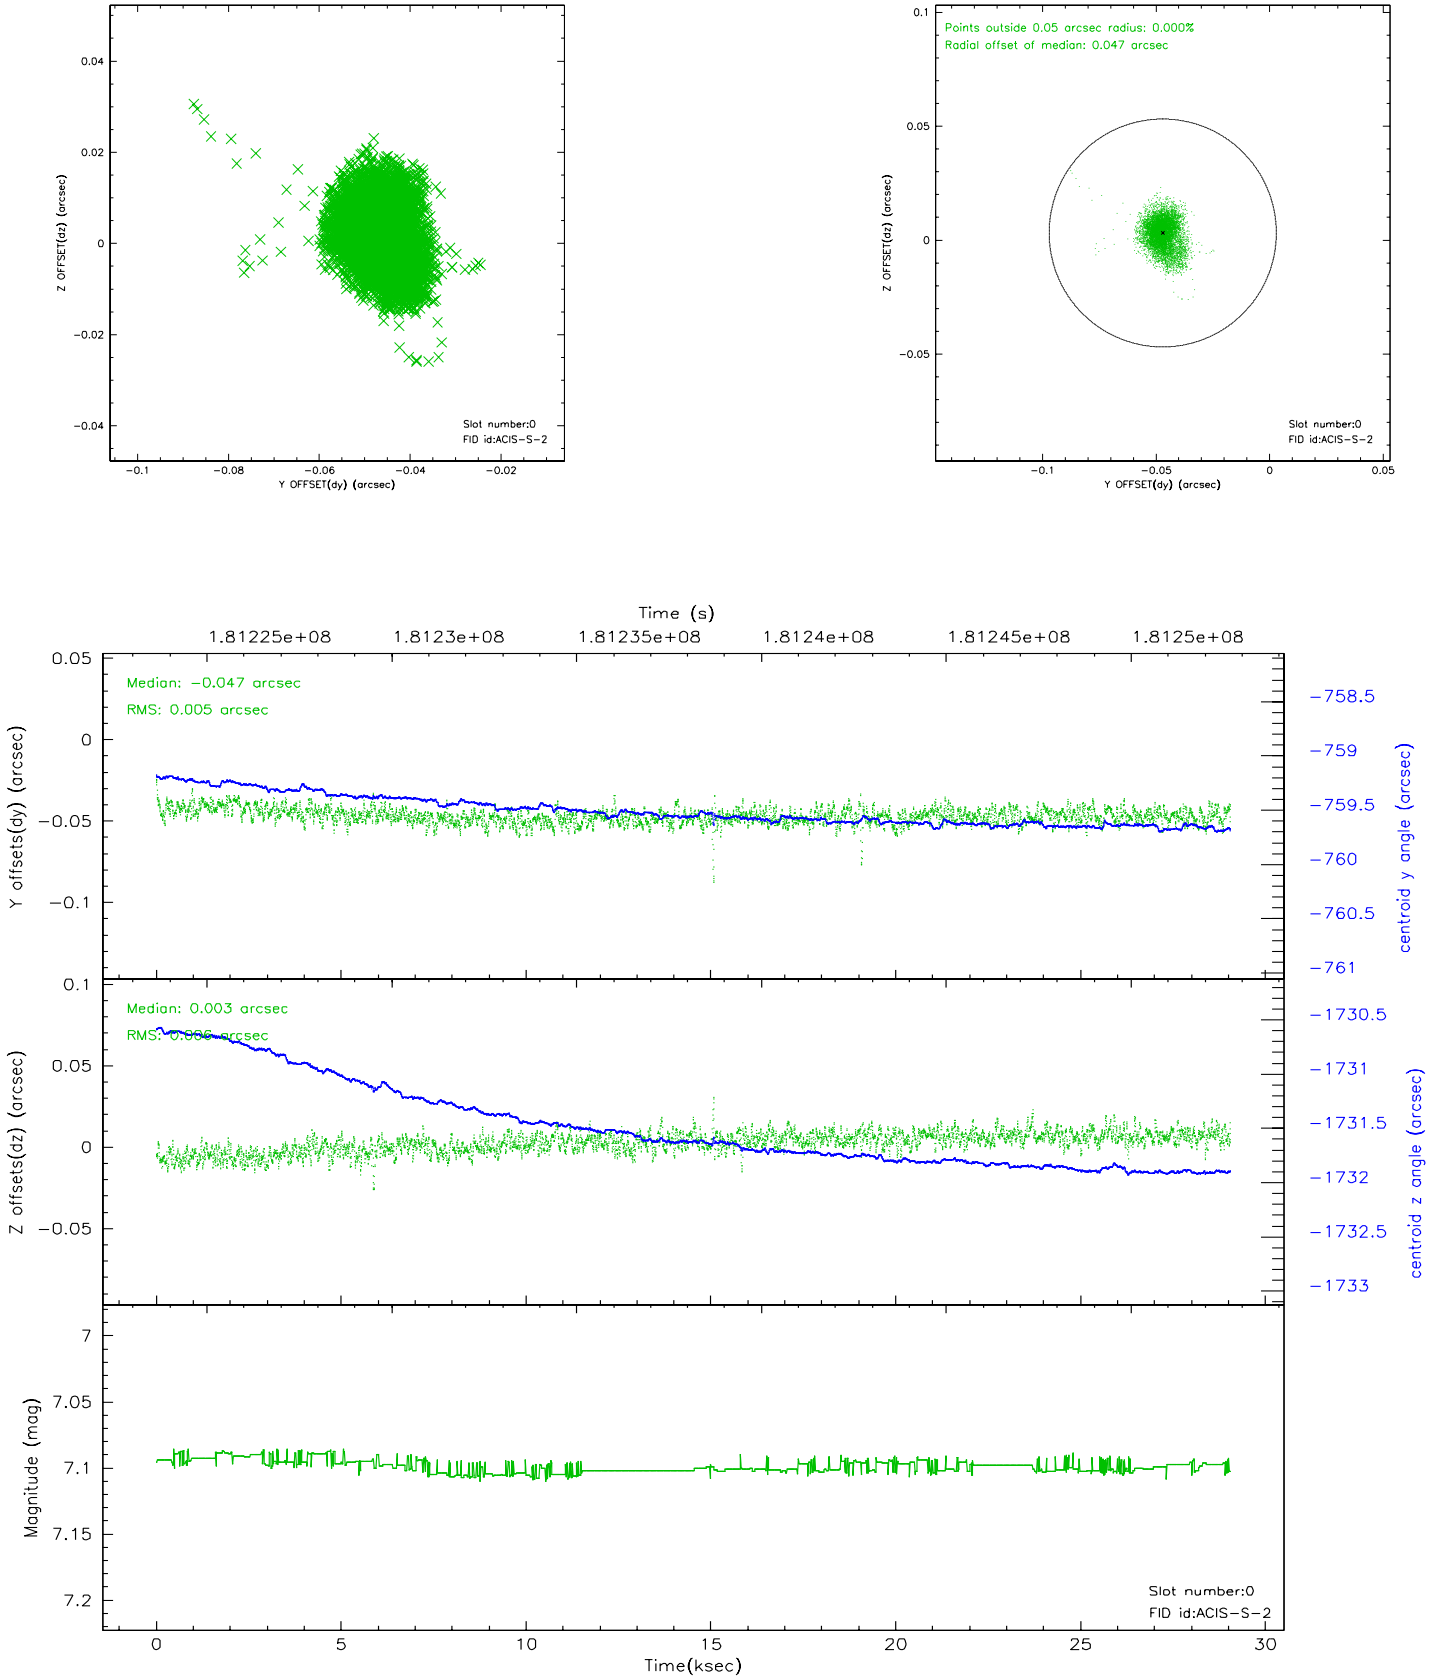 0.04
0.02
0
−0.02
−0.04
Z OFFSET(dz) (arcsec)
−0.1
−0.08
−0.06
−0.04
−0.02
Y OFFSET(dy) (arcsec)
Slot number:0
FID id:ACIS−S−2
Points outside 0.05 arcsec radius: 0.000%
Radial offset of median: 0.047 arcsec
0.1
0.05
0
−0.05
Z OFFSET(dz) (arcsec)
−0.1
−0.05
0
0.05
Y OFFSET(dy) (arcsec)
Slot number:0
FID id:ACIS−S−2
Time (s)
1.81225e+08
1.8123e+08
1.81235e+08
1.8124e+08
1.81245e+08
1.8125e+08
Median: −0.047 arcsec
RMS: 0.005 arcsec
0.05
0
−0.05
−0.1
Y offsets(dy) (arcsec)
−758.5
−759
−759.5
−760
−760.5
−761
centroid y angle (arcsec)
Median: 0.003 arcsec
RMS: 0.006 arcsec
0.1
0.05
0
−0.05
Z offsets(dz) (arcsec)
−1730.5
−1731
−1731.5
−1732
−1732.5
−1733
centroid z angle (arcsec)
7
7.05
7.1
7.15
7.2
Magnitude (mag)
Slot number:0
FID id:ACIS−S−2
0
5
10
15
20
25
30
Time(ksec)